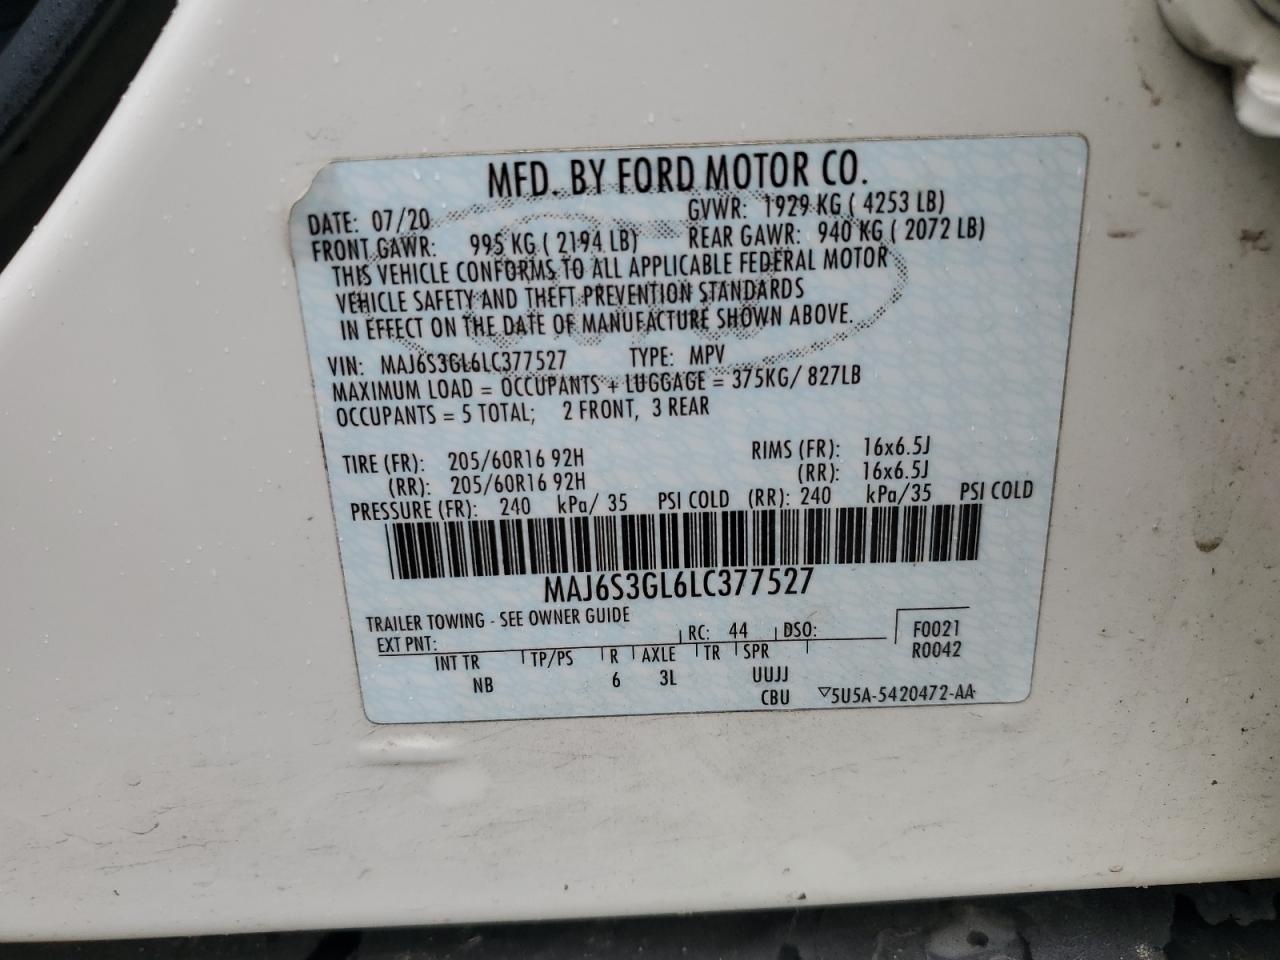 MFD. BY FORD MOTOR CO.
DATE: 07/20 GVWR: 1929 KG ( 4253 LB)
FRONT GAWR: 995 KG ( 2194 LB) REAR GAWR: 940 KG ( 2072 LB)
THIS VEHICLE CONFORMS TO ALL APPLICABLE FEDERAL MOTOR
VEHICLE SAFETY AND THEFT PREVENTION STANDARDS
IN EFFECT ON THE DATE OF MANUFACTURE SHOWN ABOVE.
VIN: MAJ6S3GL6LC377527 TYPE: MPV
MAXIMUM LOAD = OCCUPANTS + LUGGAGE = 375KG/ 827LB
OCCUPANTS = 5 TOTAL; 2 FRONT, 3 REAR
TIRE (FR): 205/60R16 92H RIMS (FR): 16x6.5J
(RR): 205/60R16 92H (RR): 16x6.5J
PRESSURE (FR): 240 kPa/ 35 PSI COLD (RR): 240 kPa/35 PSI COLD
MAJ6S3GL6LC377527
TRAILER TOWING - SEE OWNER GUIDE
EXT PNT: RC: 44 DSO: F0021
R0042
INT TR TP/PS R AXLE TR SPR
NB 6 3L UUJJ
CBU 5U5A-5420472-AA